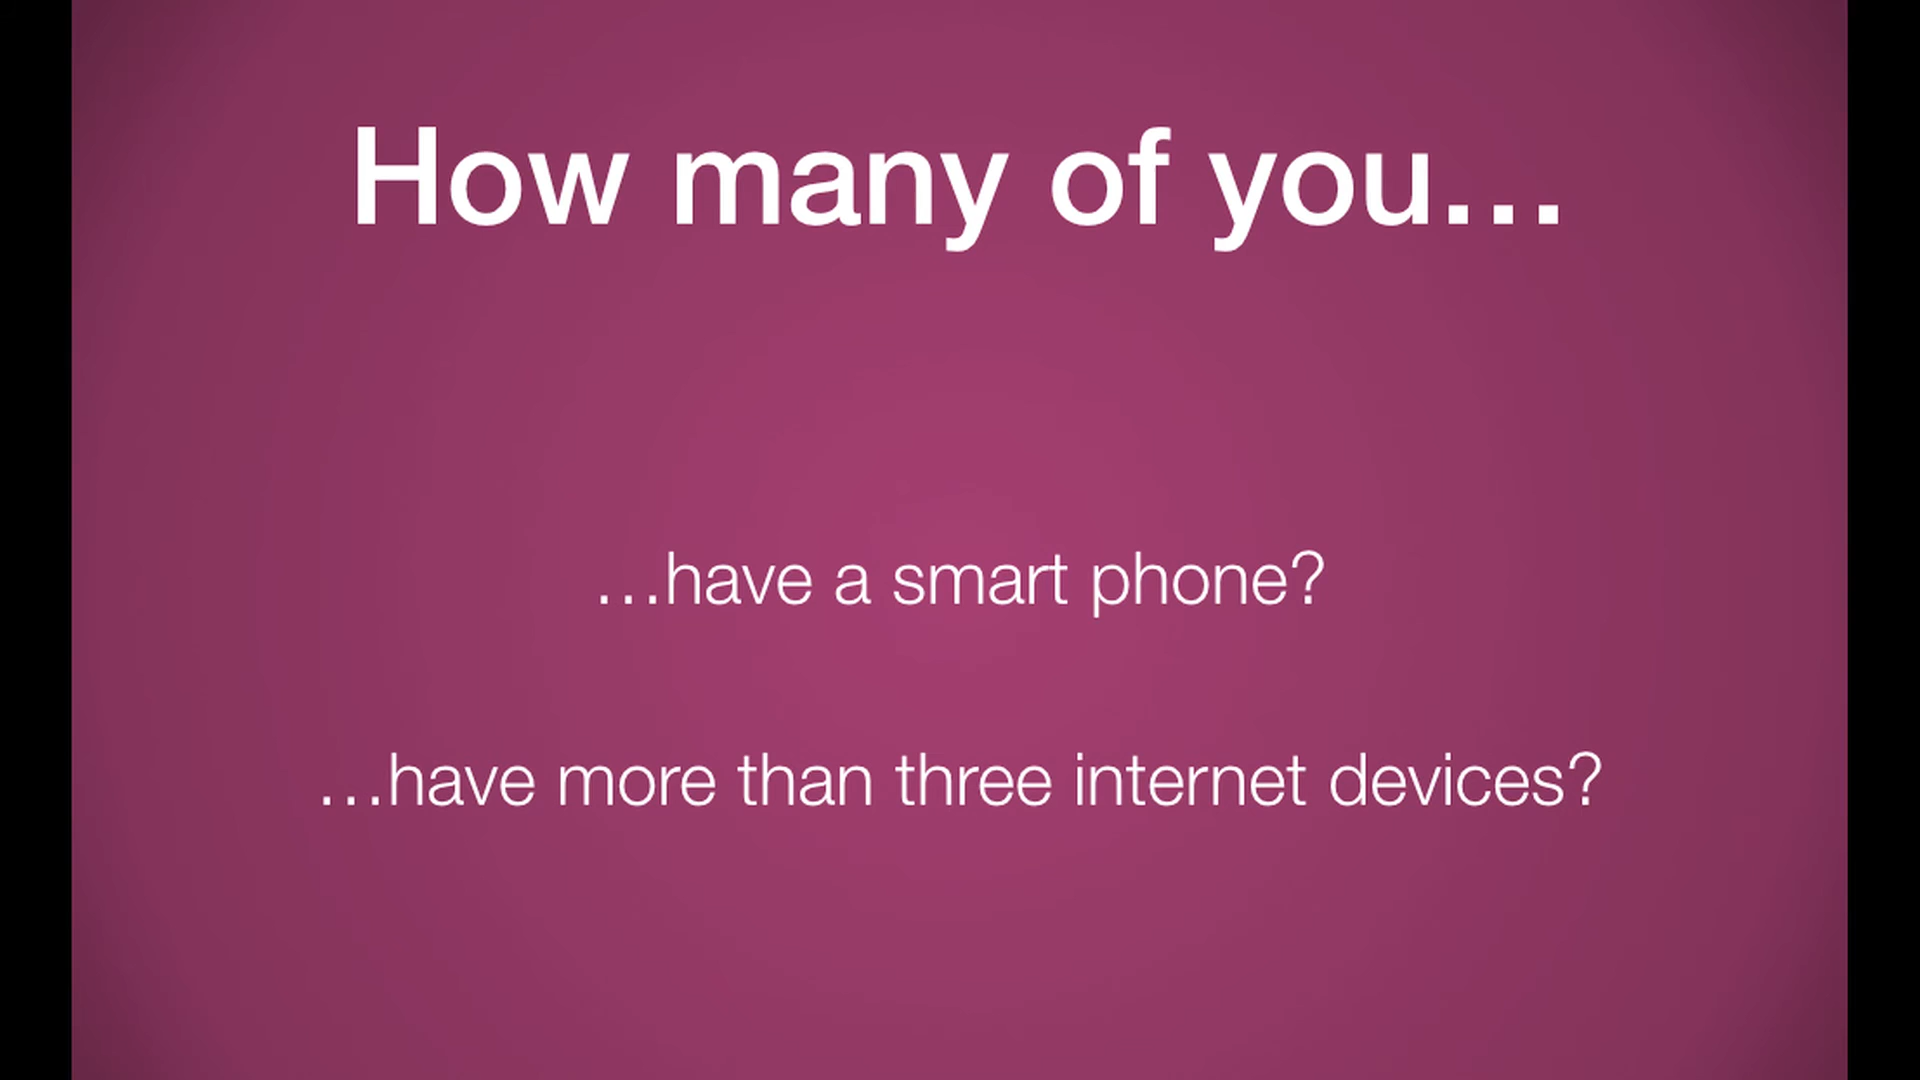 How many of you...
...have a smart phone?
...have more than three internet devices?